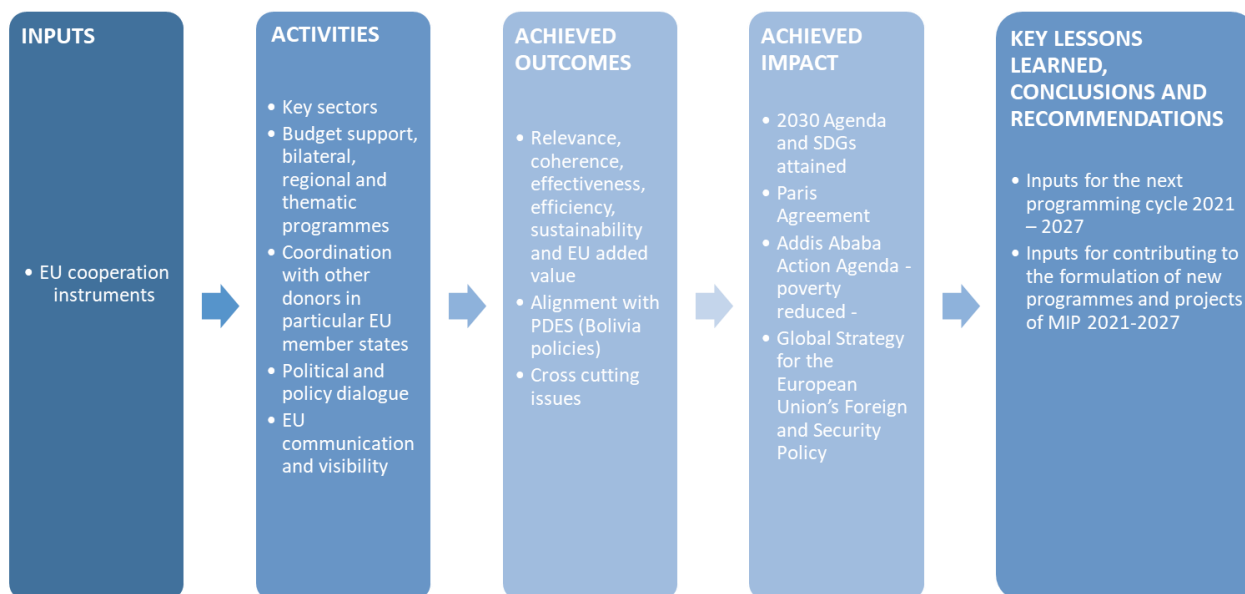 INPUTS
• EU cooperation
instruments
ACTIVITIES
• Key sectors
• Budget support,
bilateral,
regional and
thematic
programmes
• Coordination
with other
donors in
particular EU
member states
• Political and
policy dialogue
• EU
communication
and visibility
ACHIEVED
OUTCOMES
• Relevance,
coherence,
effectiveness,
efficiency,
sustainability
and EU added
value
• Alignment with
PDES (Bolivia
policies)
• Cross cutting
issues
ACHIEVED
IMPACT
• 2030 Agenda
and SDGs
attained
• Paris
Agreement
• Addis Ababa
Action Agenda -
poverty
reduced -
• Global Strategy
for the
European
Union’s Foreign
and Security
Policy
KEY LESSONS
LEARNED,
CONCLUSIONS AND
RECOMMENDATIONS
• Inputs for the next
programming cycle 2021
– 2027
• Inputs for contributing to
the formulation of new
programmes and projects
of MIP 2021-2027